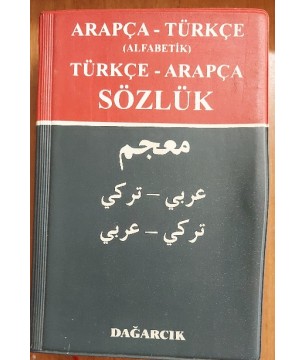 ARAPÇA - TÜRKÇE
(ALFABETİK)
TÜRKÇE - ARAPÇA
SÖZLÜK
معجم
عربي - تركي
تركي - عربي
DAĞARCIK